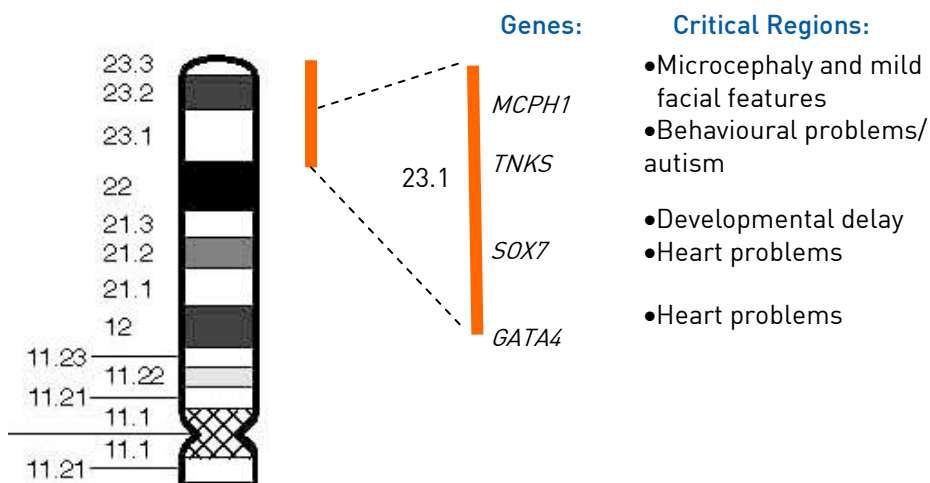 Genes:
Critical Regions:
23.3
23.2
23.1
22
21.3
21.2
21.1
12
11.23
11.22
11.21
11.1
11.1
11.21
23.1
MCPH1
TNKS
SOX7
GATA4
•Microcephaly and mild
facial features
•Behavioural problems/
autism
•Developmental delay
•Heart problems
•Heart problems